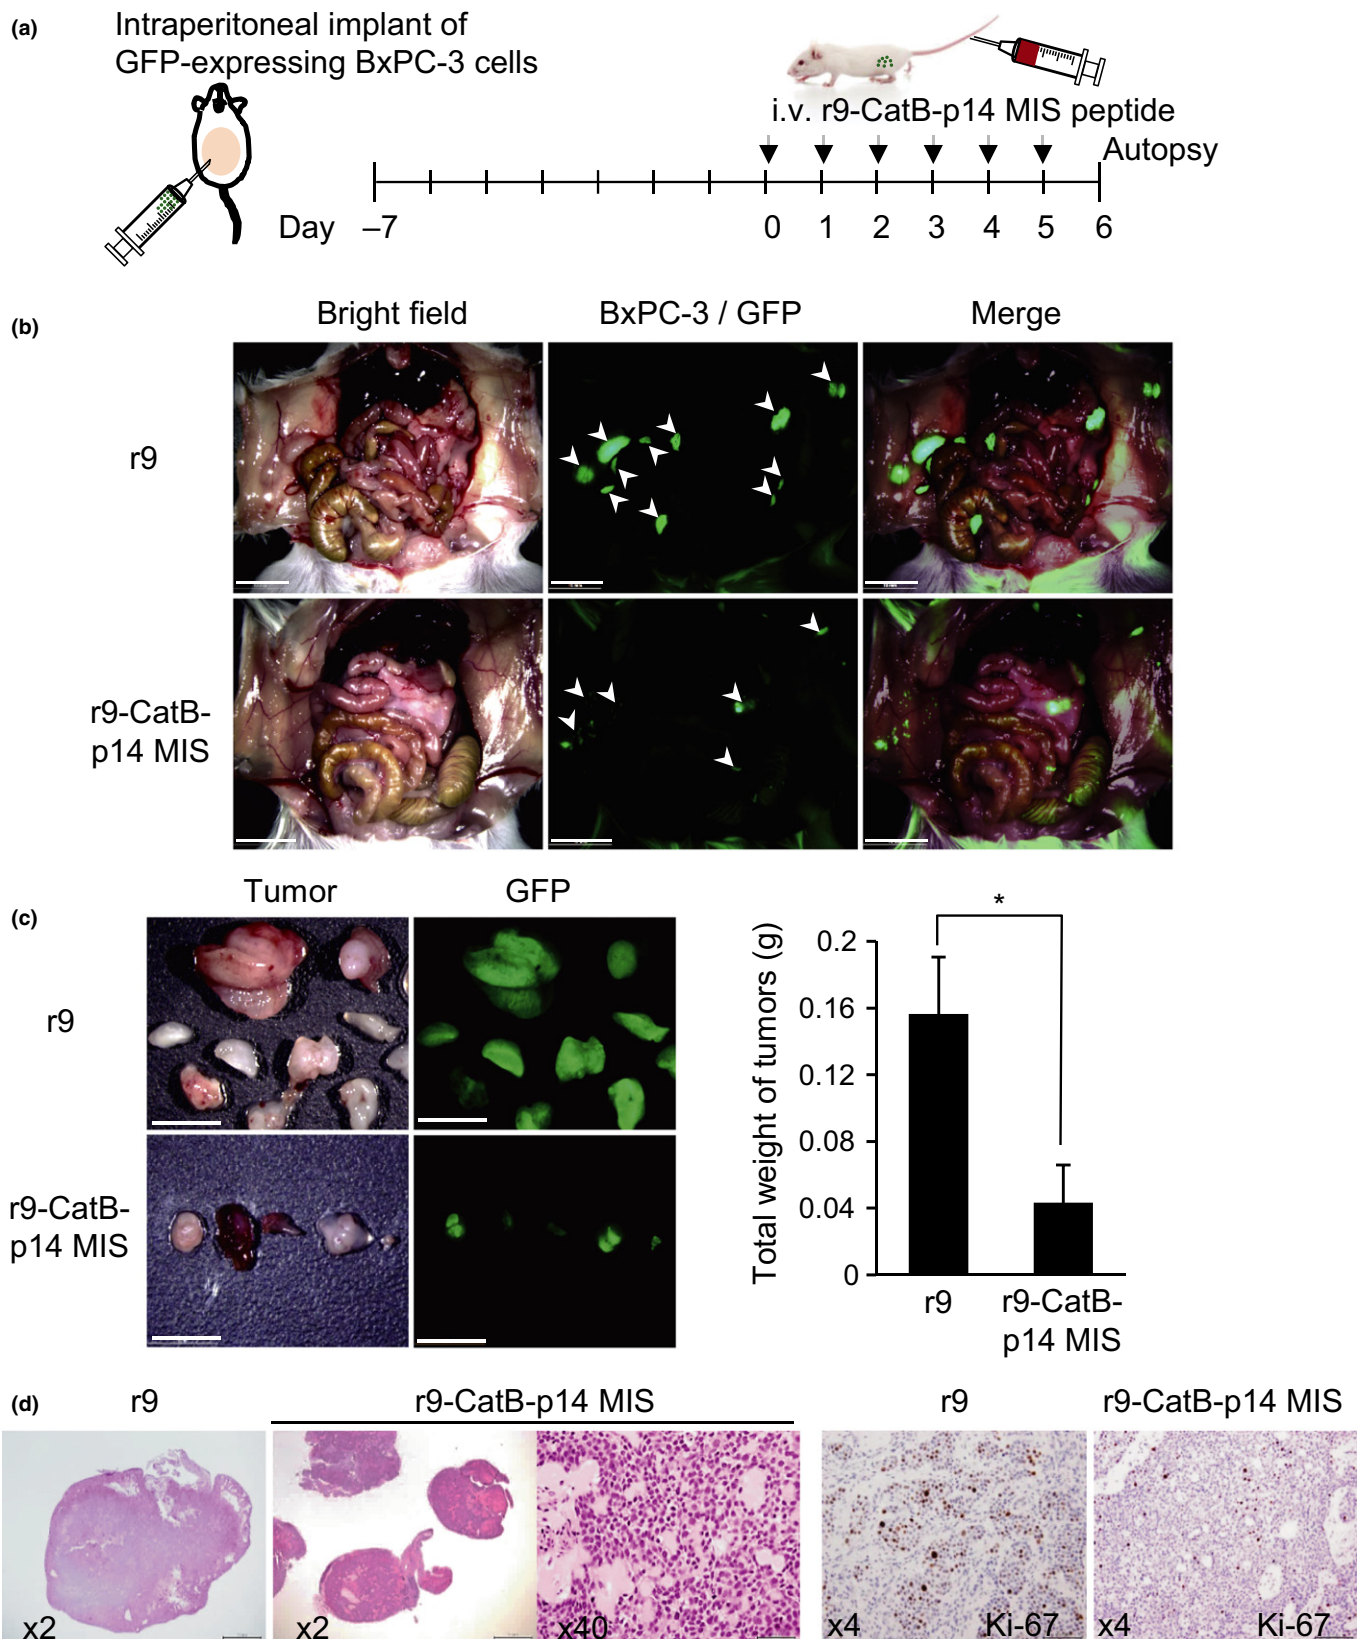 (a)
Intraperitoneal implant of
GFP-expressing BxPC-3 cells
i.v. r9-CatB-p14 MIS peptide
Autopsy
Day –7 0 1 2 3 4 5 6
(b)
Bright field BxPC-3 / GFP Merge
r9
r9-CatB-
p14 MIS
(c)
Tumor GFP
r9
r9-CatB-
p14 MIS
*
Total weight of tumors (g)
0.2
0.16
0.12
0.08
0.04
0
r9 r9-CatB-
p14 MIS
(d)
r9 r9-CatB-p14 MIS r9 r9-CatB-p14 MIS
x2 x2 x40 x4 Ki-67 x4 Ki-67